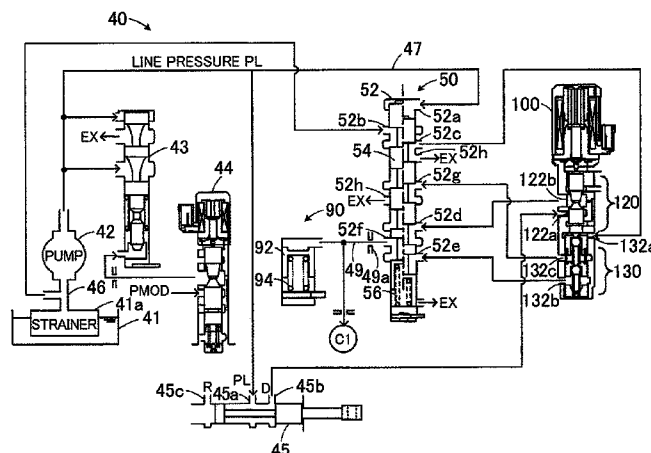 40
LINE PRESSURE PL
47
50
52
52a
52b
52c
EX
43
54
52h
EX
100
44
52g
122b
120
52h
EX
90
42
PUMP
52f
52d
122a
132a
92
49
49a
52e
132c
130
94
56
132b
46
PMOD
EX
41a
STRAINER
41
C1
R
PL
D
45c
45a
45b
45